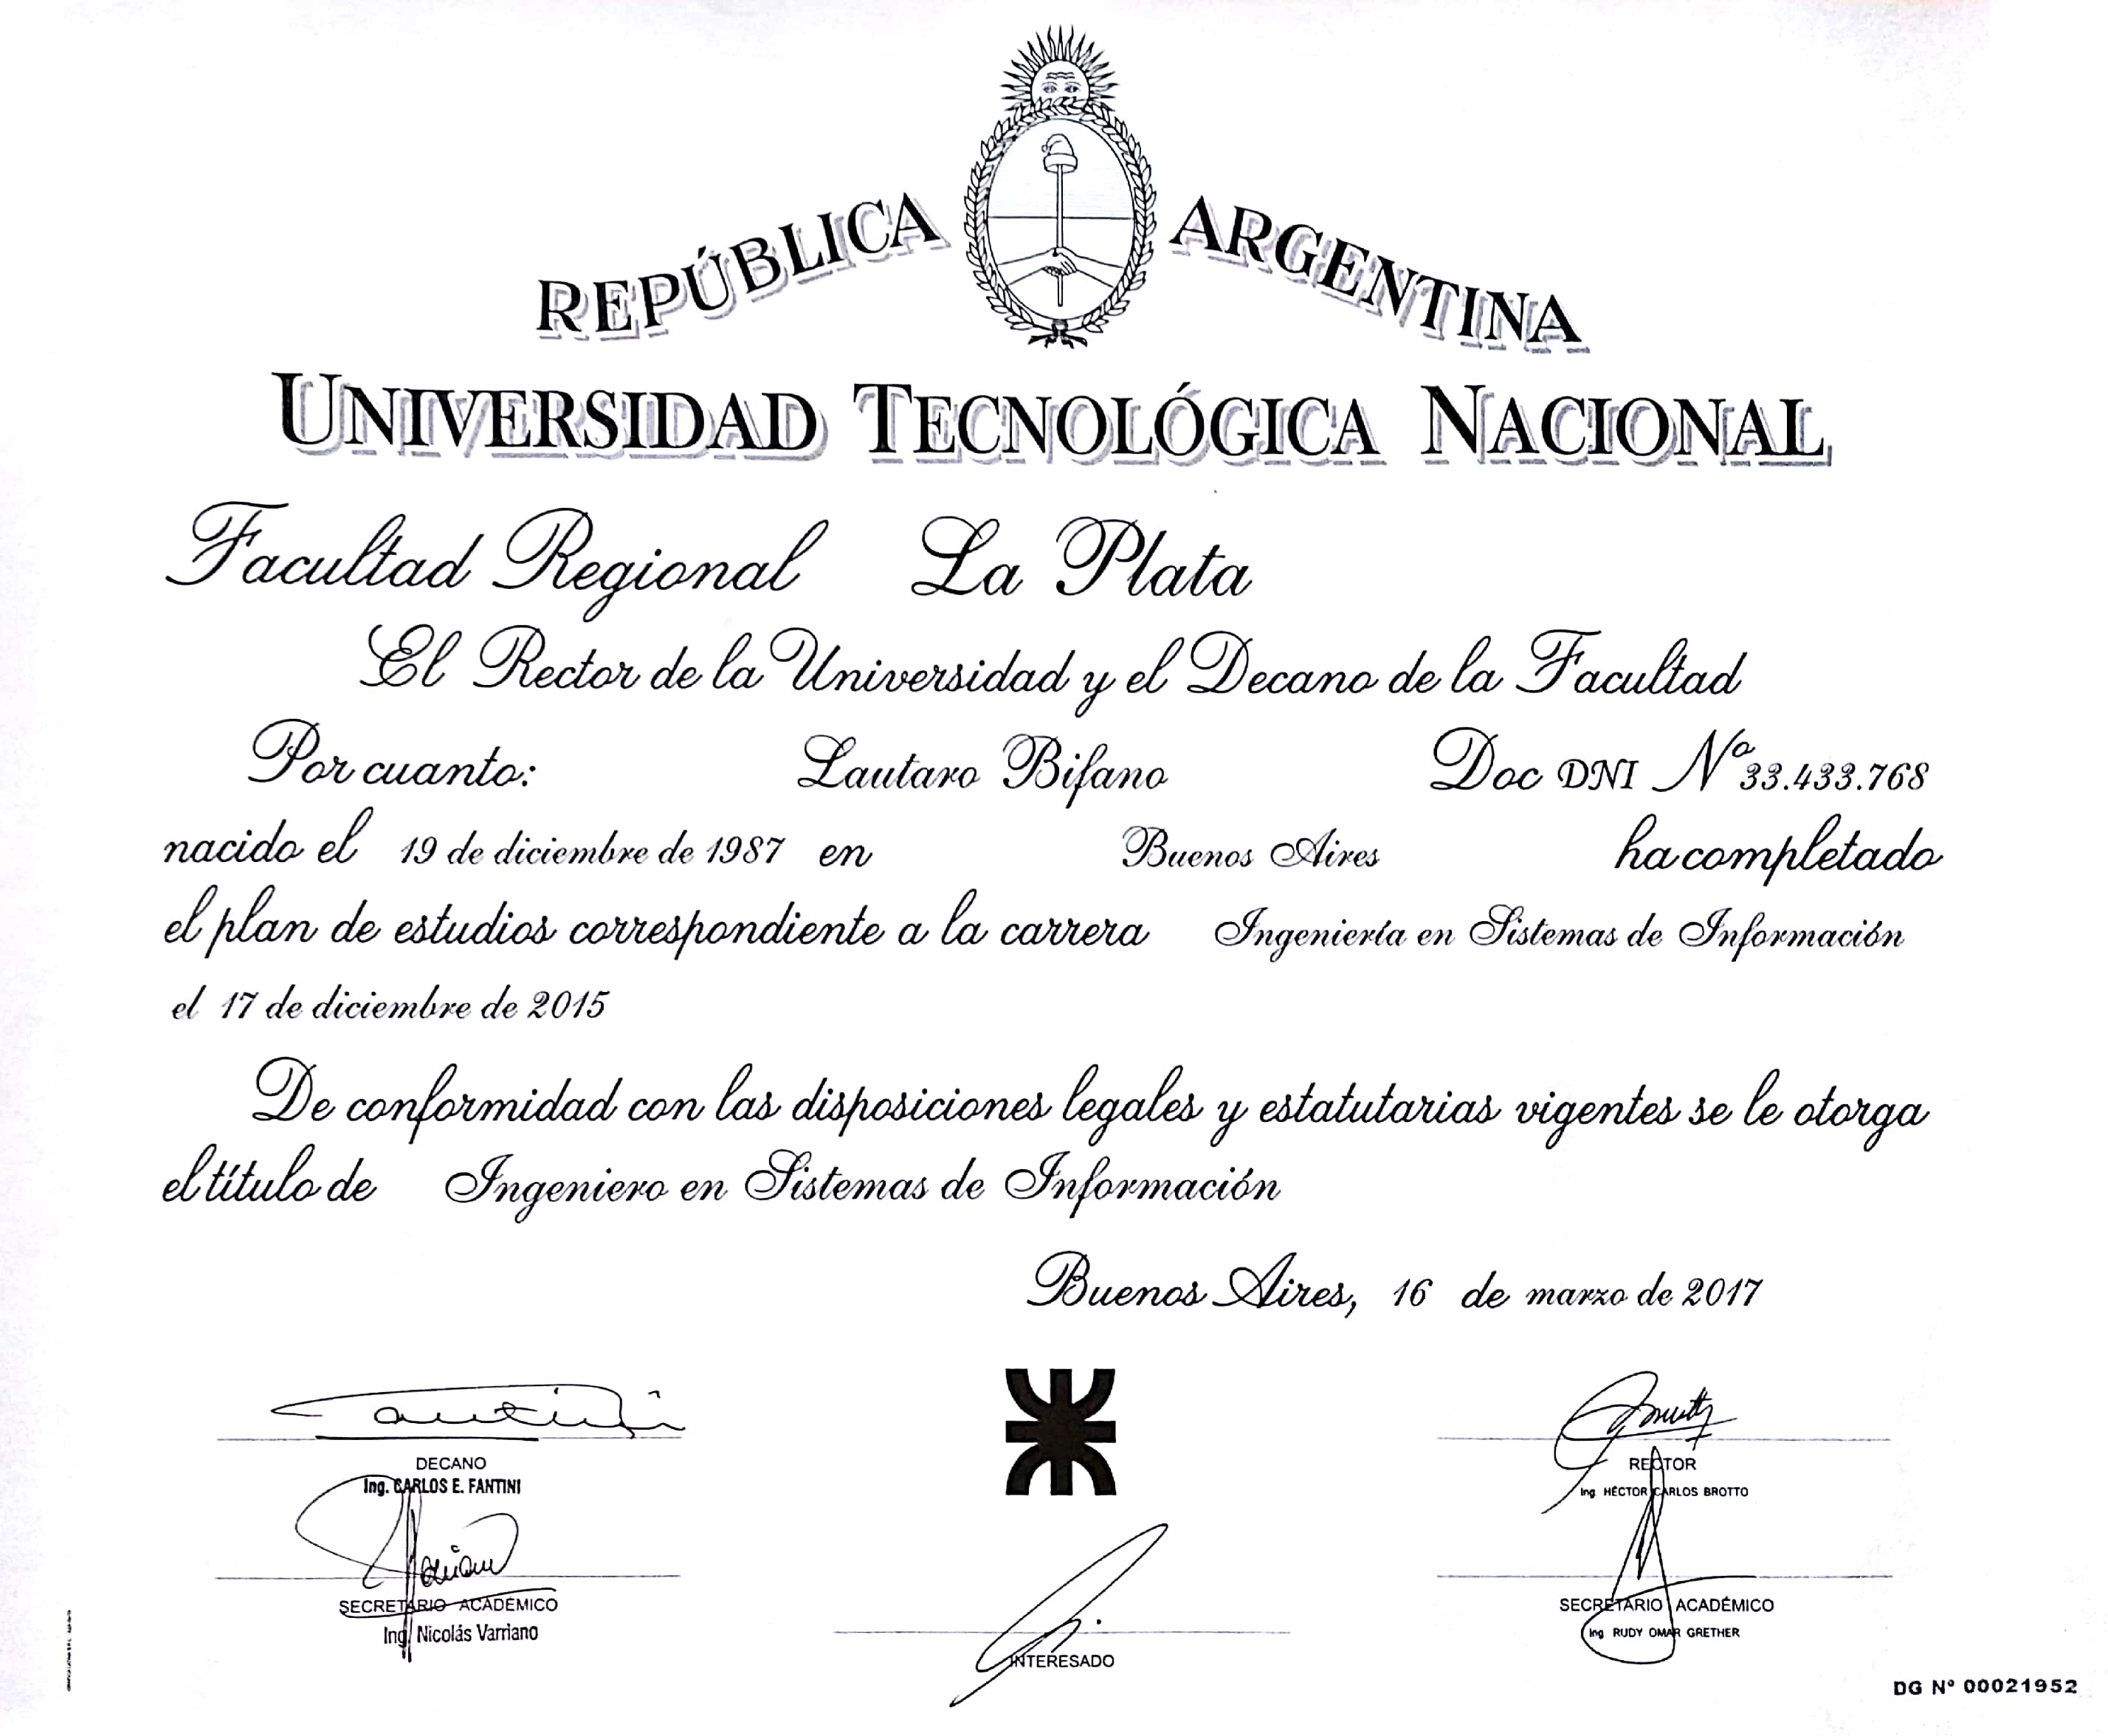 REPÚBLICA ARGENTINA
UNIVERSIDAD TECNOLÓGICA NACIONAL
Facultad Regional La Plata
El Rector de la Universidad y el Decano de la Facultad
Por cuanto: Lautaro Bifano Doc DNI Nº 33.433.768
nacido el 19 de diciembre de 1987 en Buenos Aires ha completado
el plan de estudios correspondiente a la carrera Ingeniería en Sistemas de Información
el 17 de diciembre de 2015
De conformidad con las disposiciones legales y estatutarias vigentes se le otorga
el título de Ingeniero en Sistemas de Información
Buenos Aires, 16 de marzo de 2017
DECANO
Ing. CARLOS E. FANTINI
SECRETARIO ACADÉMICO
Ing. Nicolás Varriano
INTERESADO
RECTOR
Ing HÉCTOR CARLOS BROTTO
SECRETARIO ACADÉMICO
Ing RUDY OMAR GRETHER
DG Nº 00021952